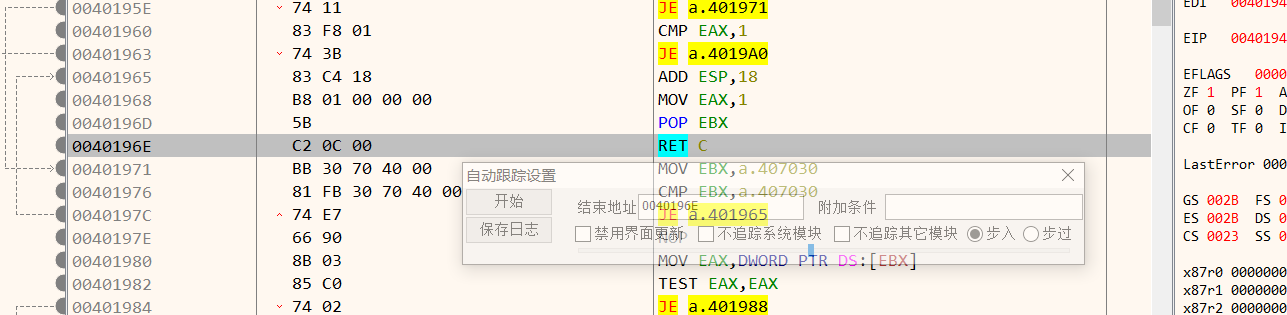 0040195E 74 11 JE a.401971 EDI 0040194
00401960 83 F8 01 CMP EAX,1
00401963 74 3B JE a.4019A0 EIP 0040194
00401965 83 C4 18 ADD ESP,18
00401968 B8 01 00 00 00 MOV EAX,1 EFLAGS 0000
0040196D 5B POP EBX ZF 1 PF 1 A
0040196E C2 0C 00 RET C OF 0 SF 0 D
CF 0 TF 0 I
00401971 BB 30 70 40 00 MOV EBX,a.407030 LastError 000
自动跟踪设置
00401976 81 FB 30 70 40 00 CMP EBX,a.407030
开始 结束地址 0040196E 附加条件 GS 002B FS 0
0040197C 74 E7 JE a.401965 ES 002B DS 0
保存日志 禁用界面更新 不追踪系统模块 不追踪其它模块 步入 步过 CS 0023 SS 0
0040197E 66 90 NOP
00401980 8B 03 MOV EAX,DWORD PTR DS:[EBX] x87r0 0000000
00401982 85 C0 TEST EAX,EAX x87r1 0000000
00401984 74 02 JE a.401988 x87r2 0000000